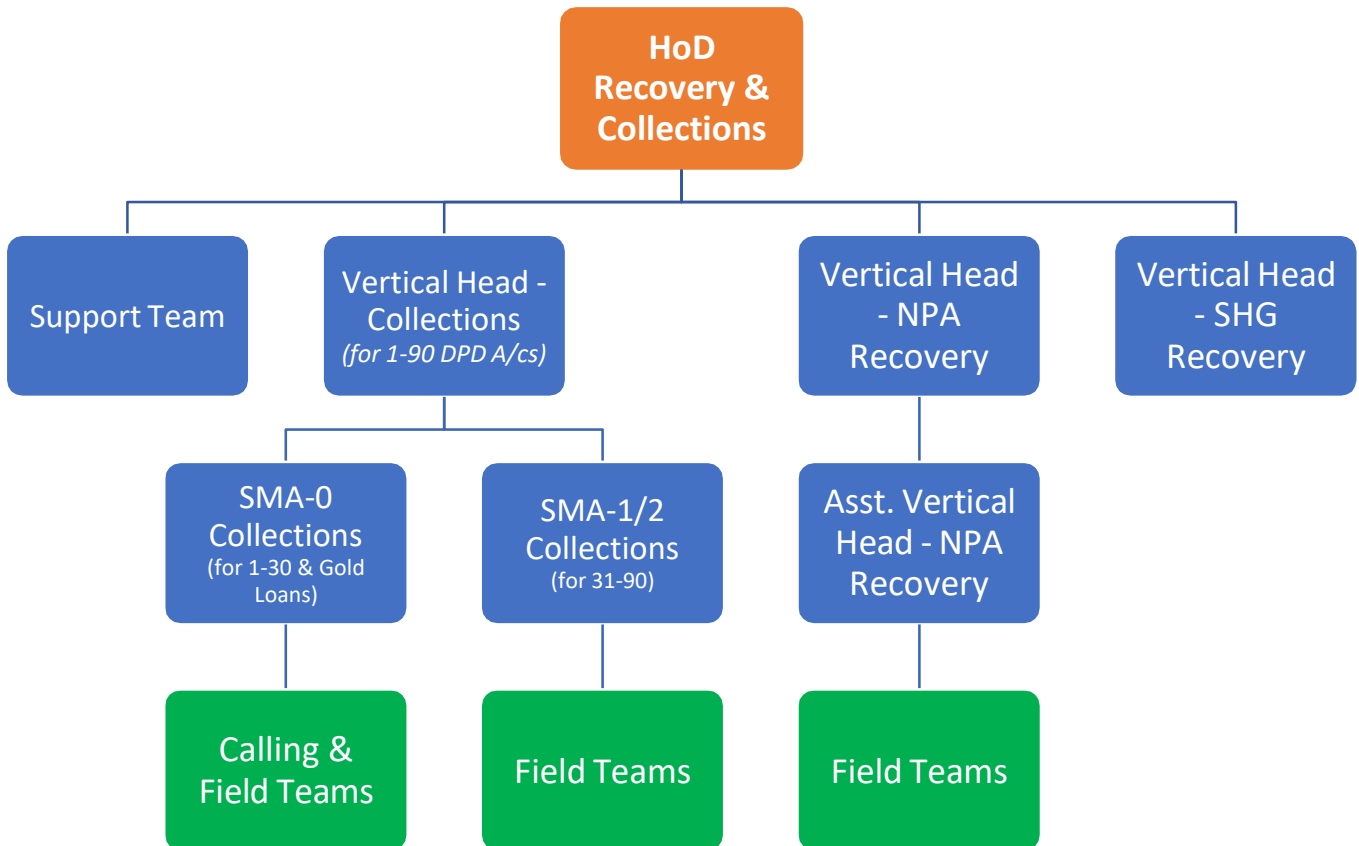 HoD
Recovery &
Collections
Support Team
Vertical Head -
Collections
(for 1-90 DPD A/cs)
Vertical Head
- NPA
Recovery
Vertical Head
- SHG
Recovery
SMA-0
Collections
(for 1-30 & Gold
Loans)
SMA-1/2
Collections
(for 31-90)
Asst. Vertical
Head - NPA
Recovery
Calling &
Field Teams
Field Teams
Field Teams